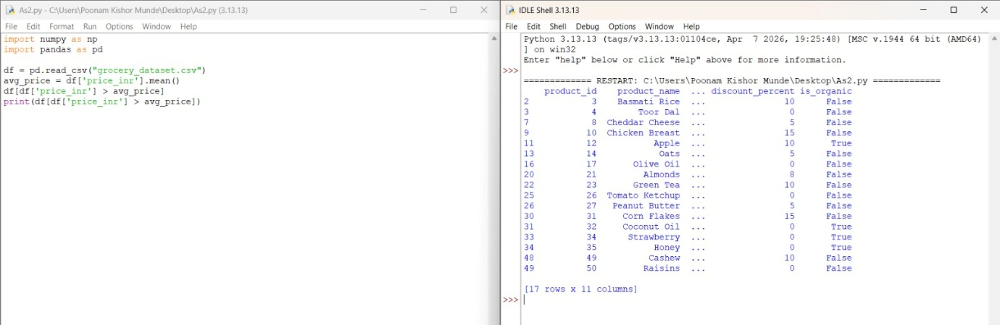 As2.py - C:\Users\Poonam Kishor Munde\Desktop\As2.py (3.13.13)
File Edit Format Run Options Window Help
import numpy as np
import pandas as pd
df = pd.read_csv("grocery_dataset.csv")
avg_price = df['price_inr'].mean()
df[df['price_inr'] > avg_price]
print(df[df['price_inr'] > avg_price])
IDLE Shell 3.13.13
File Edit Shell Debug Options Window Help
Python 3.13.13 (tags/v3.13.13:01104ce, Apr  7 2026, 19:25:48) [MSC v.1944 64 bit (AMD64)
] on win32
Enter "help" below or click "Help" above for more information.
>>>
============= RESTART: C:\Users\Poonam Kishor Munde\Desktop\As2.py =============
    product_id    product_name  ... discount_percent is_organic
2            3    Basmati Rice  ...               10      False
3            4        Toor Dal  ...                0      False
7            8  Cheddar Cheese  ...                5      False
9           10  Chicken Breast  ...               15      False
11          12           Apple  ...               10       True
13          14            Oats  ...                5      False
16          17       Olive Oil  ...                0      False
20          21         Almonds  ...                8      False
22          23       Green Tea  ...               10      False
25          26  Tomato Ketchup  ...                0      False
26          27   Peanut Butter  ...                5      False
30          31     Corn Flakes  ...               15      False
31          32     Coconut Oil  ...                0       True
33          34      Strawberry  ...                0       True
34          35           Honey  ...                0       True
48          49          Cashew  ...               10      False
49          50         Raisins  ...                0      False
[17 rows x 11 columns]
>>>